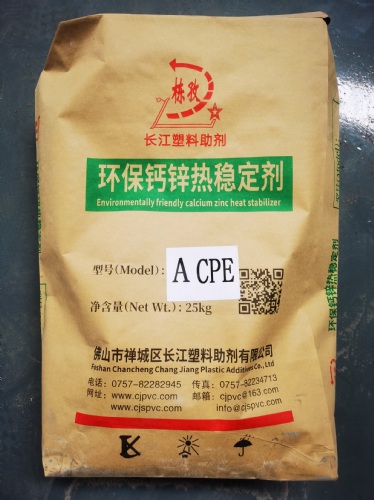 栋孜
长江塑料助剂
环保钙锌热稳定剂
Environmentally friendly calcium zinc heat stabilizer
型号(Model): A CPE
净含量(Net Wt.): 25kg
佛山市禅城区长江塑料助剂有限公司
Foshan Chancheng Chang Jiang Plastic Additives Co.,Ltd
电话: 0757-82282945 传真: 0757-82234713
网址: www.cjpvc.com 邮箱: cjpvc@163.com
www.cjspvc.com info@cjspvc.com